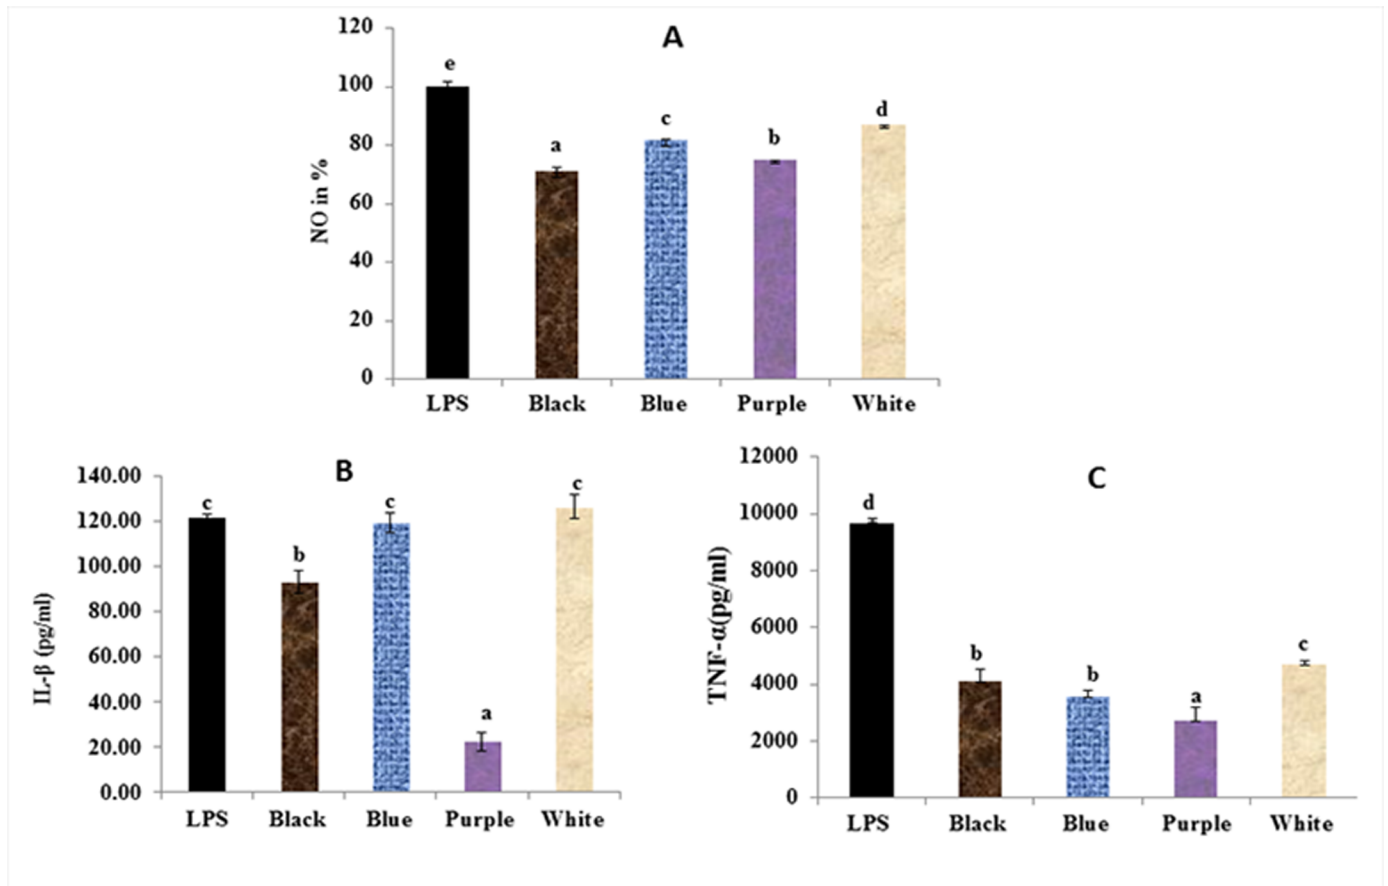 A
120
100
80
60
40
20
0
NO in %
e
a
c
b
d
LPS Black Blue Purple White
B
140.00
120.00
100.00
80.00
60.00
40.00
20.00
0.00
IL-β (pg/ml)
c
b
c
a
c
LPS Black Blue Purple White
C
12000
10000
8000
6000
4000
2000
0
TNF-α(pg/ml)
d
b
b
a
c
LPS Black Blue Purple White